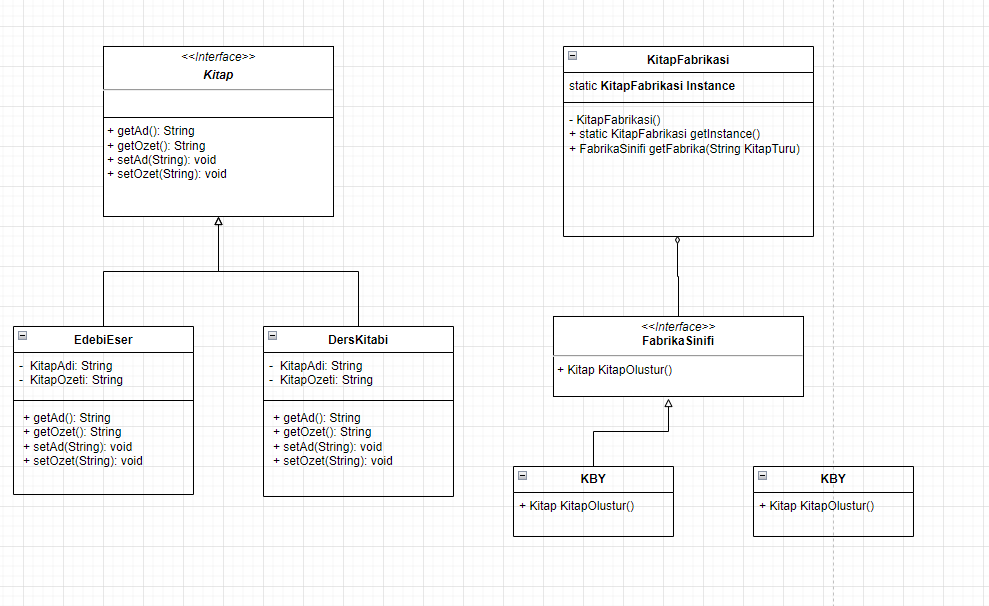 <<Interface>>
Kitap
+ getAd(): String
+ getOzet(): String
+ setAd(String): void
+ setOzet(String): void
KitapFabrikasi
static KitapFabrikasi Instance
- KitapFabrikasi()
+ static KitapFabrikasi getInstance()
+ FabrikaSinifi getFabrika(String KitapTuru)
EdebiEser
- KitapAdi: String
- KitapOzeti: String
+ getAd(): String
+ getOzet(): String
+ setAd(String): void
+ setOzet(String): void
DersKitabi
- KitapAdi: String
- KitapOzeti: String
+ getAd(): String
+ getOzet(): String
+ setAd(String): void
+ setOzet(String): void
<<Interface>>
FabrikaSinifi
+ Kitap KitapOlustur()
KBY
+ Kitap KitapOlustur()
KBY
+ Kitap KitapOlustur()